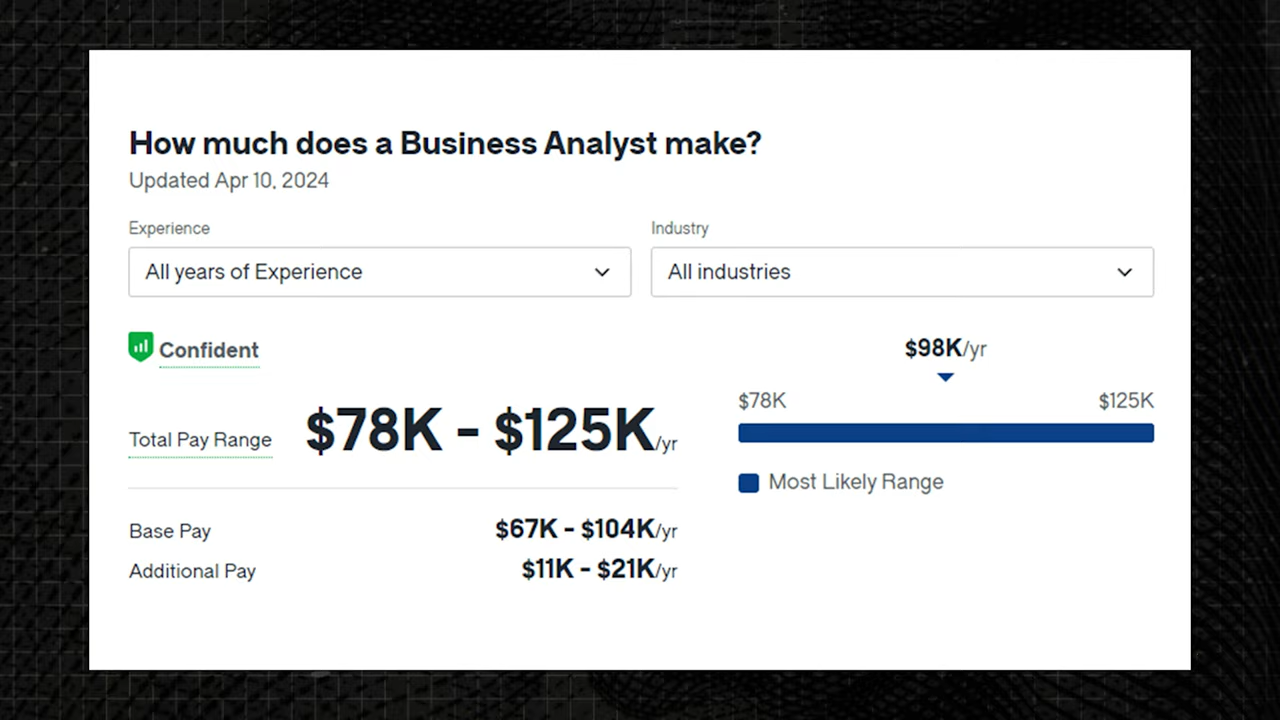 How much does a Business Analyst make?
Updated Apr 10, 2024
Experience
All years of Experience
Industry
All industries
Confident
Total Pay Range $78K - $125K/yr
Base Pay $67K - $104K/yr
Additional Pay $11K - $21K/yr
$98K/yr
$78K $125K
Most Likely Range